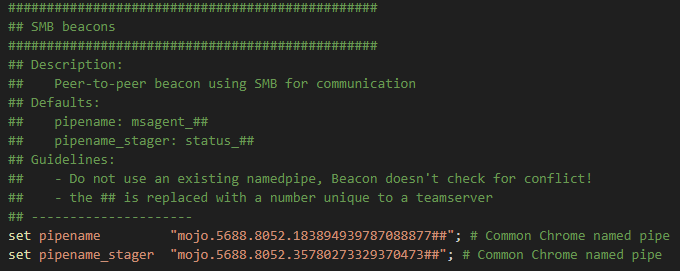 ################################################
## SMB beacons
################################################
## Description:
##    Peer-to-peer beacon using SMB for communication
## Defaults:
##    pipename: msagent_##
##    pipename_stager: status_##
## Guidelines:
##    - Do not use an existing namedpipe, Beacon doesn't check for conflict!
##    - the ## is replaced with a number unique to a teamserver
## ---------------------
set pipename         "mojo.5688.8052.183894939787088877##"; # Common Chrome named pipe
set pipename_stager  "mojo.5688.8052.35780273329370473##"; # Common Chrome named pipe